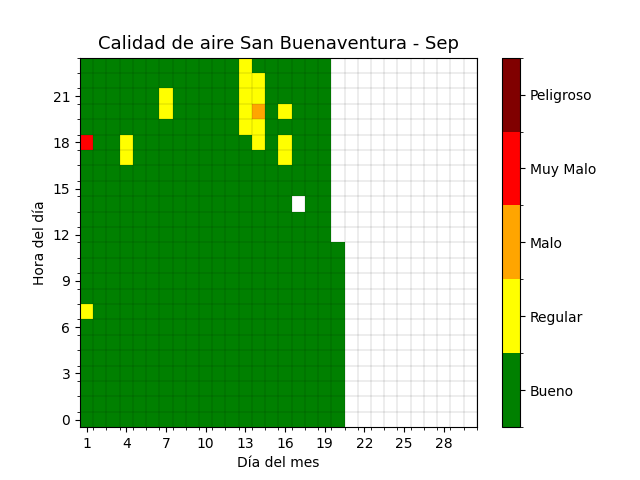 Calidad de aire San Buenaventura - Sep
Hora del día
21
18
15
12
9
6
3
0
1 4 7 10 13 16 19 22 25 28
Día del mes
Peligroso
Muy Malo
Malo
Regular
Bueno